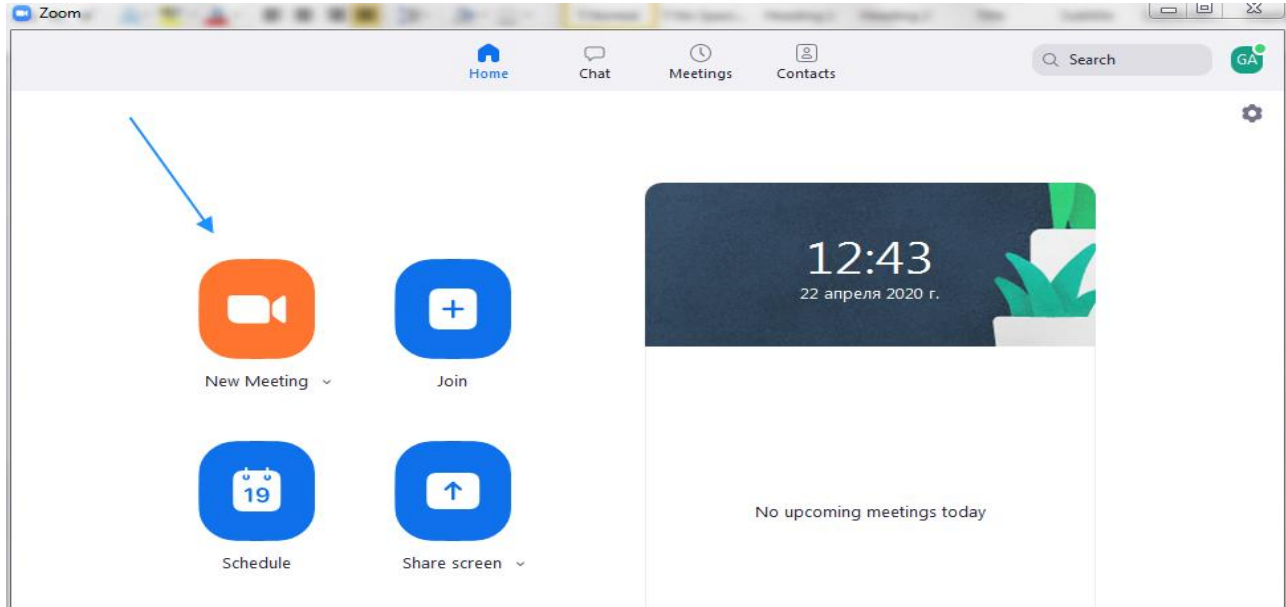 Zoom
Home
Chat
Meetings
Contacts
Search
GA
12:43
22 апреля 2020 г.
New Meeting
Join
19
Schedule
Share screen
No upcoming meetings today